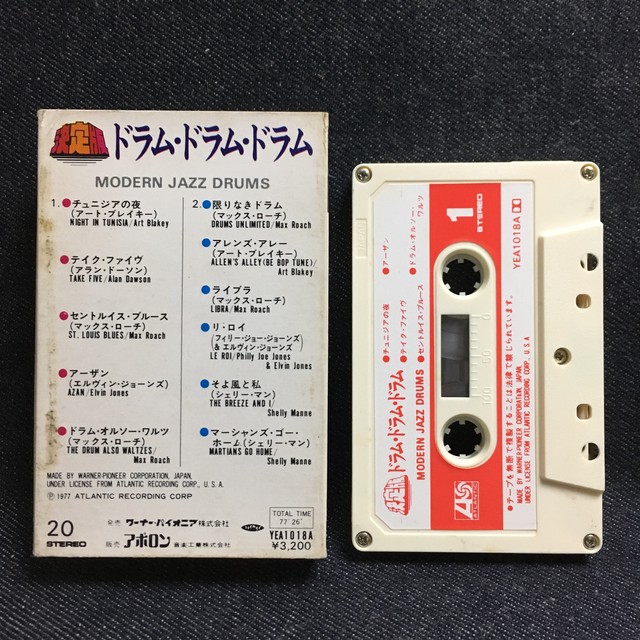 決定版 ドラム・ドラム・ドラム
MODERN JAZZ DRUMS
1.●チュニジアの夜
(アート・ブレイキー)
NIGHT IN TUNISIA/Art Blakey
●テイク・ファイヴ
(アラン・ドーソン)
TAKE FIVE/Alan Dawson
●セントルイス・ブルース
(マックス・ローチ)
ST. LOUIS BLUES/Max Roach
●アーザン
(エルヴィン・ジョーンズ)
AZAN/Elvin Jones
●ドラム・オルソー・ワルツ
(マックス・ローチ)
THE DRUM ALSO WALTZES/
Max Roach
2.●限りなきドラム
(マックス・ローチ)
DRUMS UNLIMITED/Max Roach
●アレンズ・アレー
(アート・ブレイキー)
ALLEN'S ALLEY(BE BOP TUNE)/
Art Blakey
●ライブラ
(マックス・ローチ)
LIBRA/Max Roach
●リ・ロイ
(フィリー・ジョー・ジョーンズ
&エルヴィン・ジョーンズ)
LE ROI/Philly Joe Jones
& Elvin Jones
●そよ風と私
(シェリー・マン)
THE BREEZE AND I/
Shelly Manne
●マーシャンズ・ゴー・
ホーム(シェリー・マン)
MARTIANS GO HOME/
Shelly Manne
MADE BY WARNER-PIONEER CORPORATION, JAPAN,
UNDER LICENSE FROM ATLANTIC RECORDING CORP., U.S.A.
Ⓟ 1977 ATLANTIC RECORDING CORP
20
STEREO
発売 ワーナー・パイオニア株式会社
販売 アポロン音楽工業株式会社
TOTAL TIME
77'26"
YEA1018A
¥3,200
1
STEREO
YEA1018A
●チュニジアの夜
●テイク・ファイヴ
●セントルイス・ブルース
●アーザン
●ドラム・オルソー・
ワルツ
決定版 ドラム・ドラム・ドラム
MODERN JAZZ DRUMS
100 50 0
ATLANTIC
●テープを無断で複製することは法律で禁じられています。
MADE BY WARNER-PIONEER CORPORATION, JAPAN
UNDER LICENSE FROM ATLANTIC RECORDING CORP., U.S.A